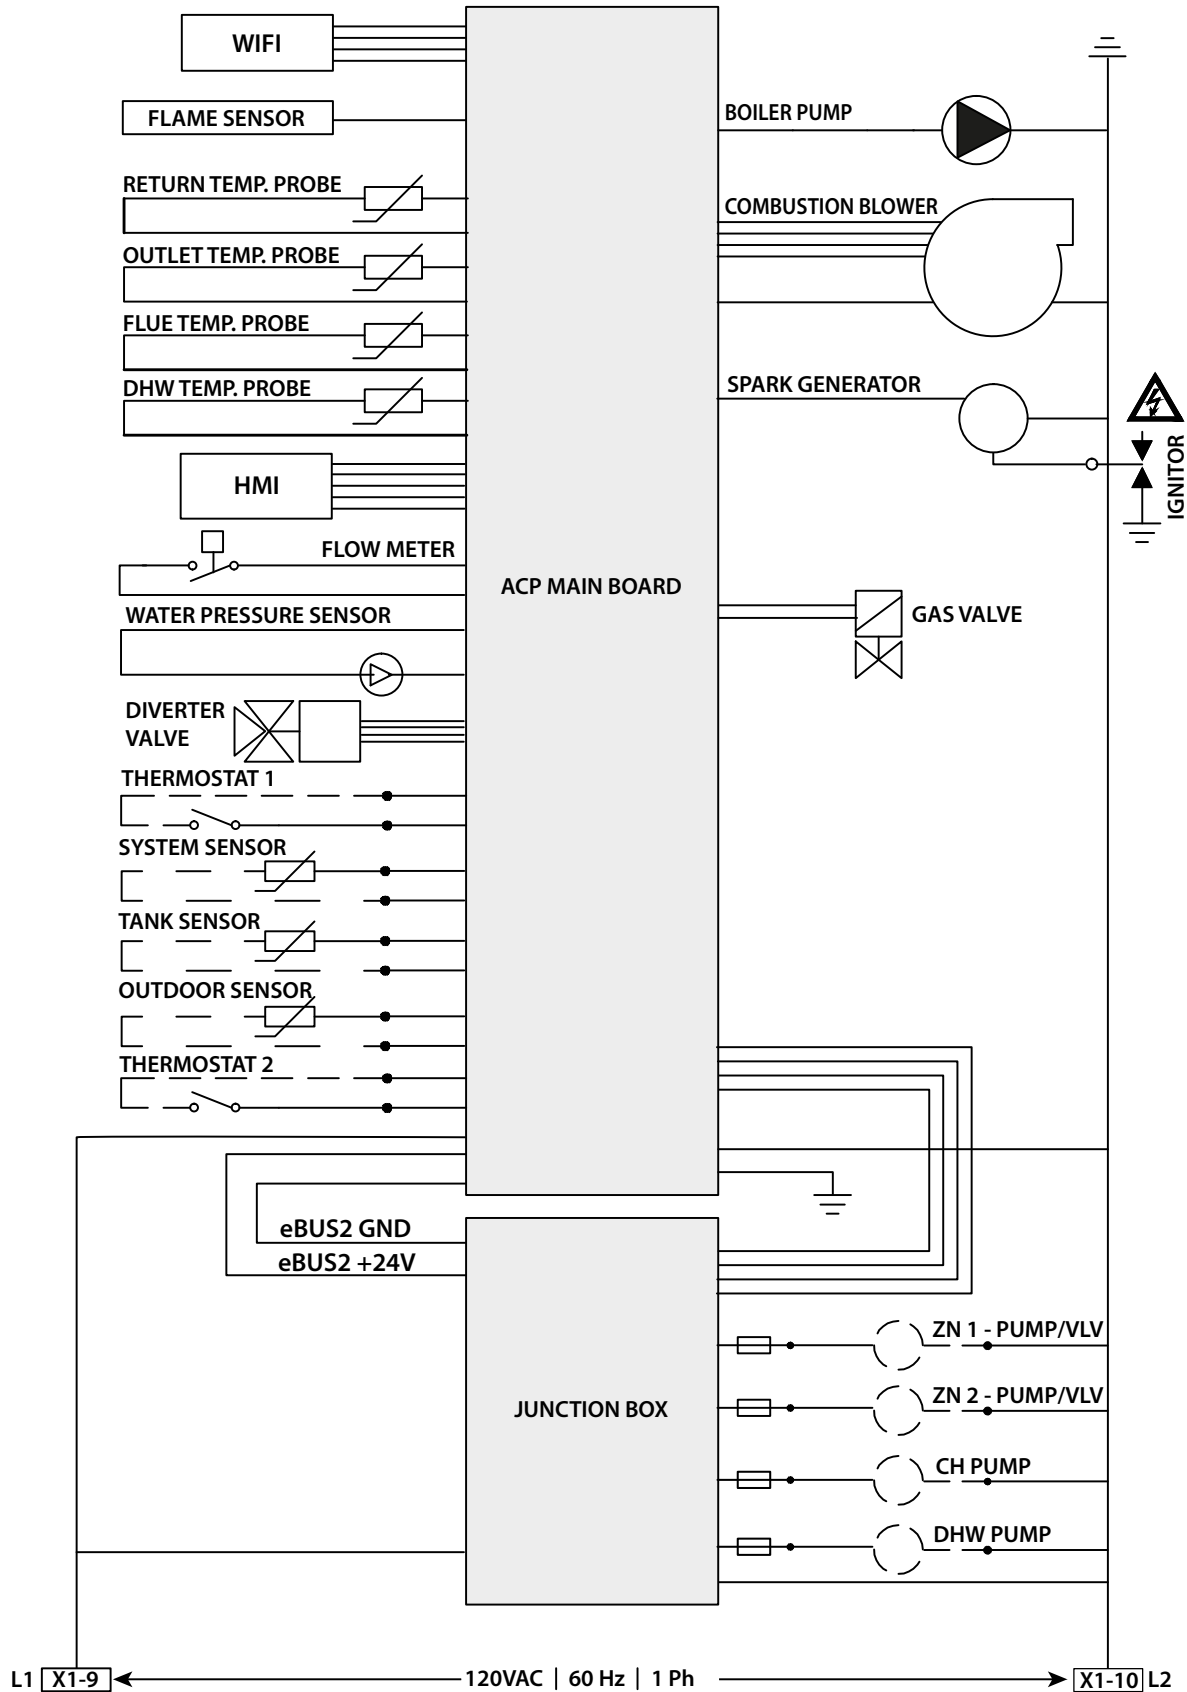 WIFI
FLAME SENSOR
RETURN TEMP. PROBE
OUTLET TEMP. PROBE
FLUE TEMP. PROBE
DHW TEMP. PROBE
HMI
FLOW METER
WATER PRESSURE SENSOR
DIVERTER
VALVE
THERMOSTAT 1
SYSTEM SENSOR
TANK SENSOR
OUTDOOR SENSOR
THERMOSTAT 2
eBUS2 GND
eBUS2 +24V
ACP MAIN BOARD
JUNCTION BOX
BOILER PUMP
COMBUSTION BLOWER
SPARK GENERATOR
IGNITOR
GAS VALVE
ZN 1 - PUMP/VLV
ZN 2 - PUMP/VLV
CH PUMP
DHW PUMP
L1 X1-9 120VAC | 60 Hz | 1 Ph X1-10 L2